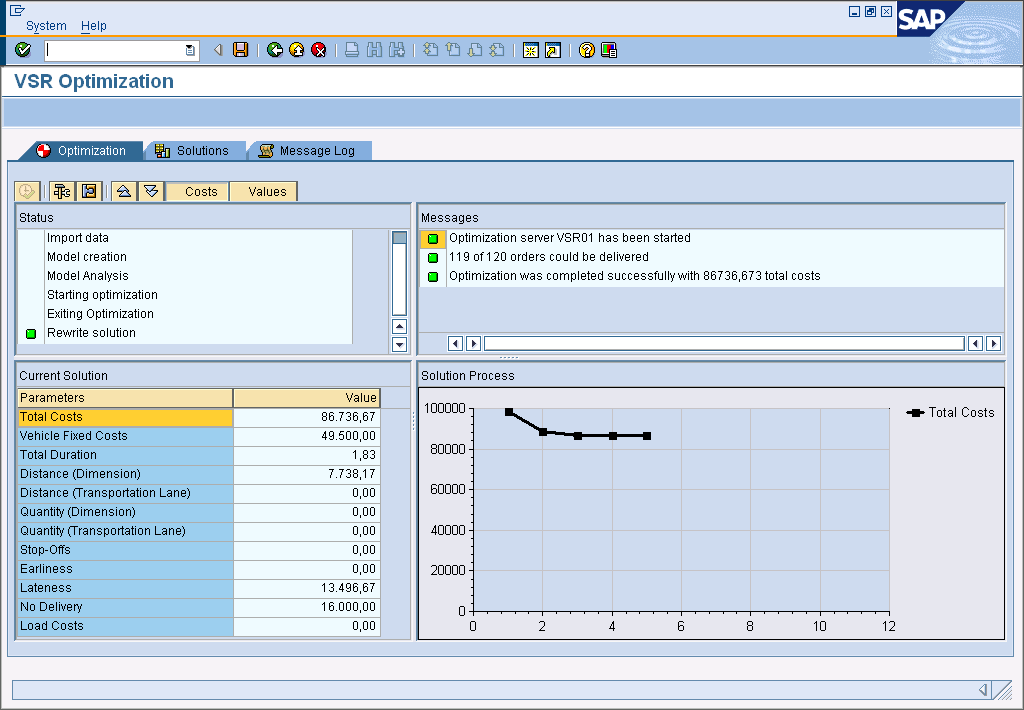 System Help
SAP
VSR Optimization
Optimization Solutions Message Log
Costs Values
Status
Import data
Model creation
Model Analysis
Starting optimization
Exiting Optimization
Rewrite solution
Messages
Optimization server VSR01 has been started
119 of 120 orders could be delivered
Optimization was completed successfully with 86736,673 total costs
Current Solution
Parameters Value
Total Costs 86.736,67
Vehicle Fixed Costs 49.500,00
Total Duration 1,83
Distance (Dimension) 7.738,17
Distance (Transportation Lane) 0,00
Quantity (Dimension) 0,00
Quantity (Transportation Lane) 0,00
Stop-Offs 0,00
Earliness 0,00
Lateness 13.496,67
No Delivery 16.000,00
Load Costs 0,00
Solution Process
100000
80000
60000
40000
20000
0
0 2 4 6 8 10 12
Total Costs